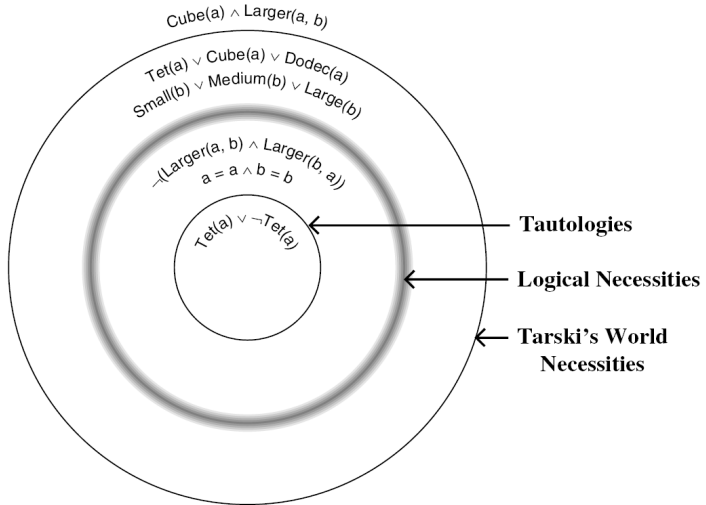 Cube(a) ∧ Larger(a, b)
Tet(a) ∨ Cube(a) ∨ Dodec(a)
Small(b) ∨ Medium(b) ∨ Large(b)
¬(Larger(a, b) ∧ Larger(b, a))
a = a ∧ b = b
Tet(a) ∨ ¬Tet(a)
Tautologies
Logical Necessities
Tarski's World
Necessities